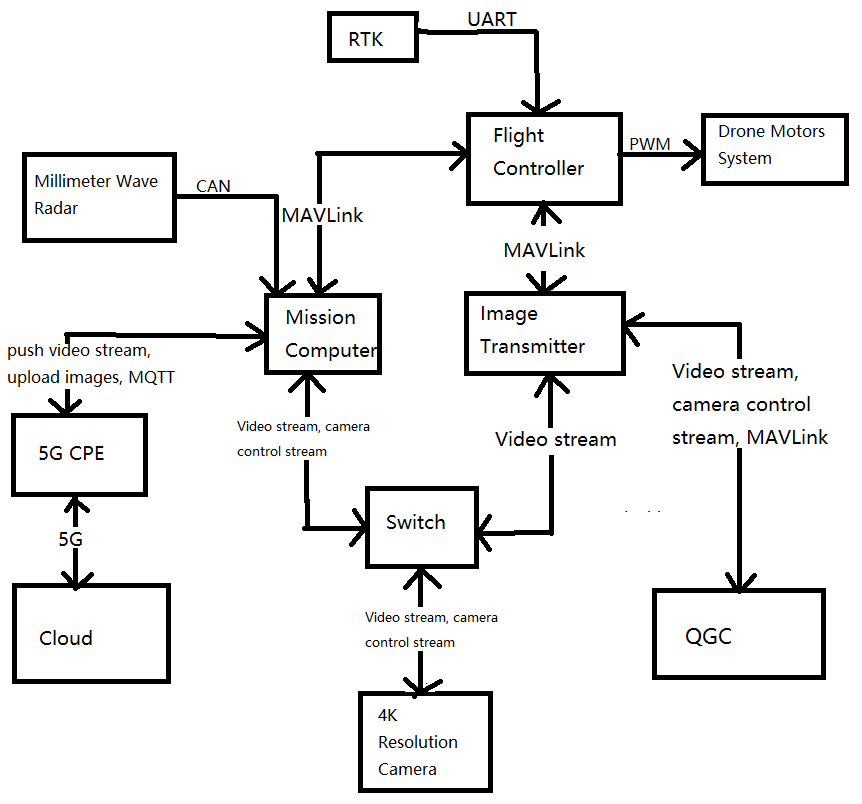 UART
RTK
Flight
Controller
PWM
Drone Motors
System
Millimeter Wave
Radar
CAN
MAVLink
MAVLink
Mission
Computer
Image
Transmitter
push video stream,
upload images, MQTT
Video stream,
camera control
stream, MAVLink
Video stream, camera
control stream
Video stream
5G CPE
Switch
5G
Cloud
Video stream, camera
control stream
QGC
4K
Resolution
Camera